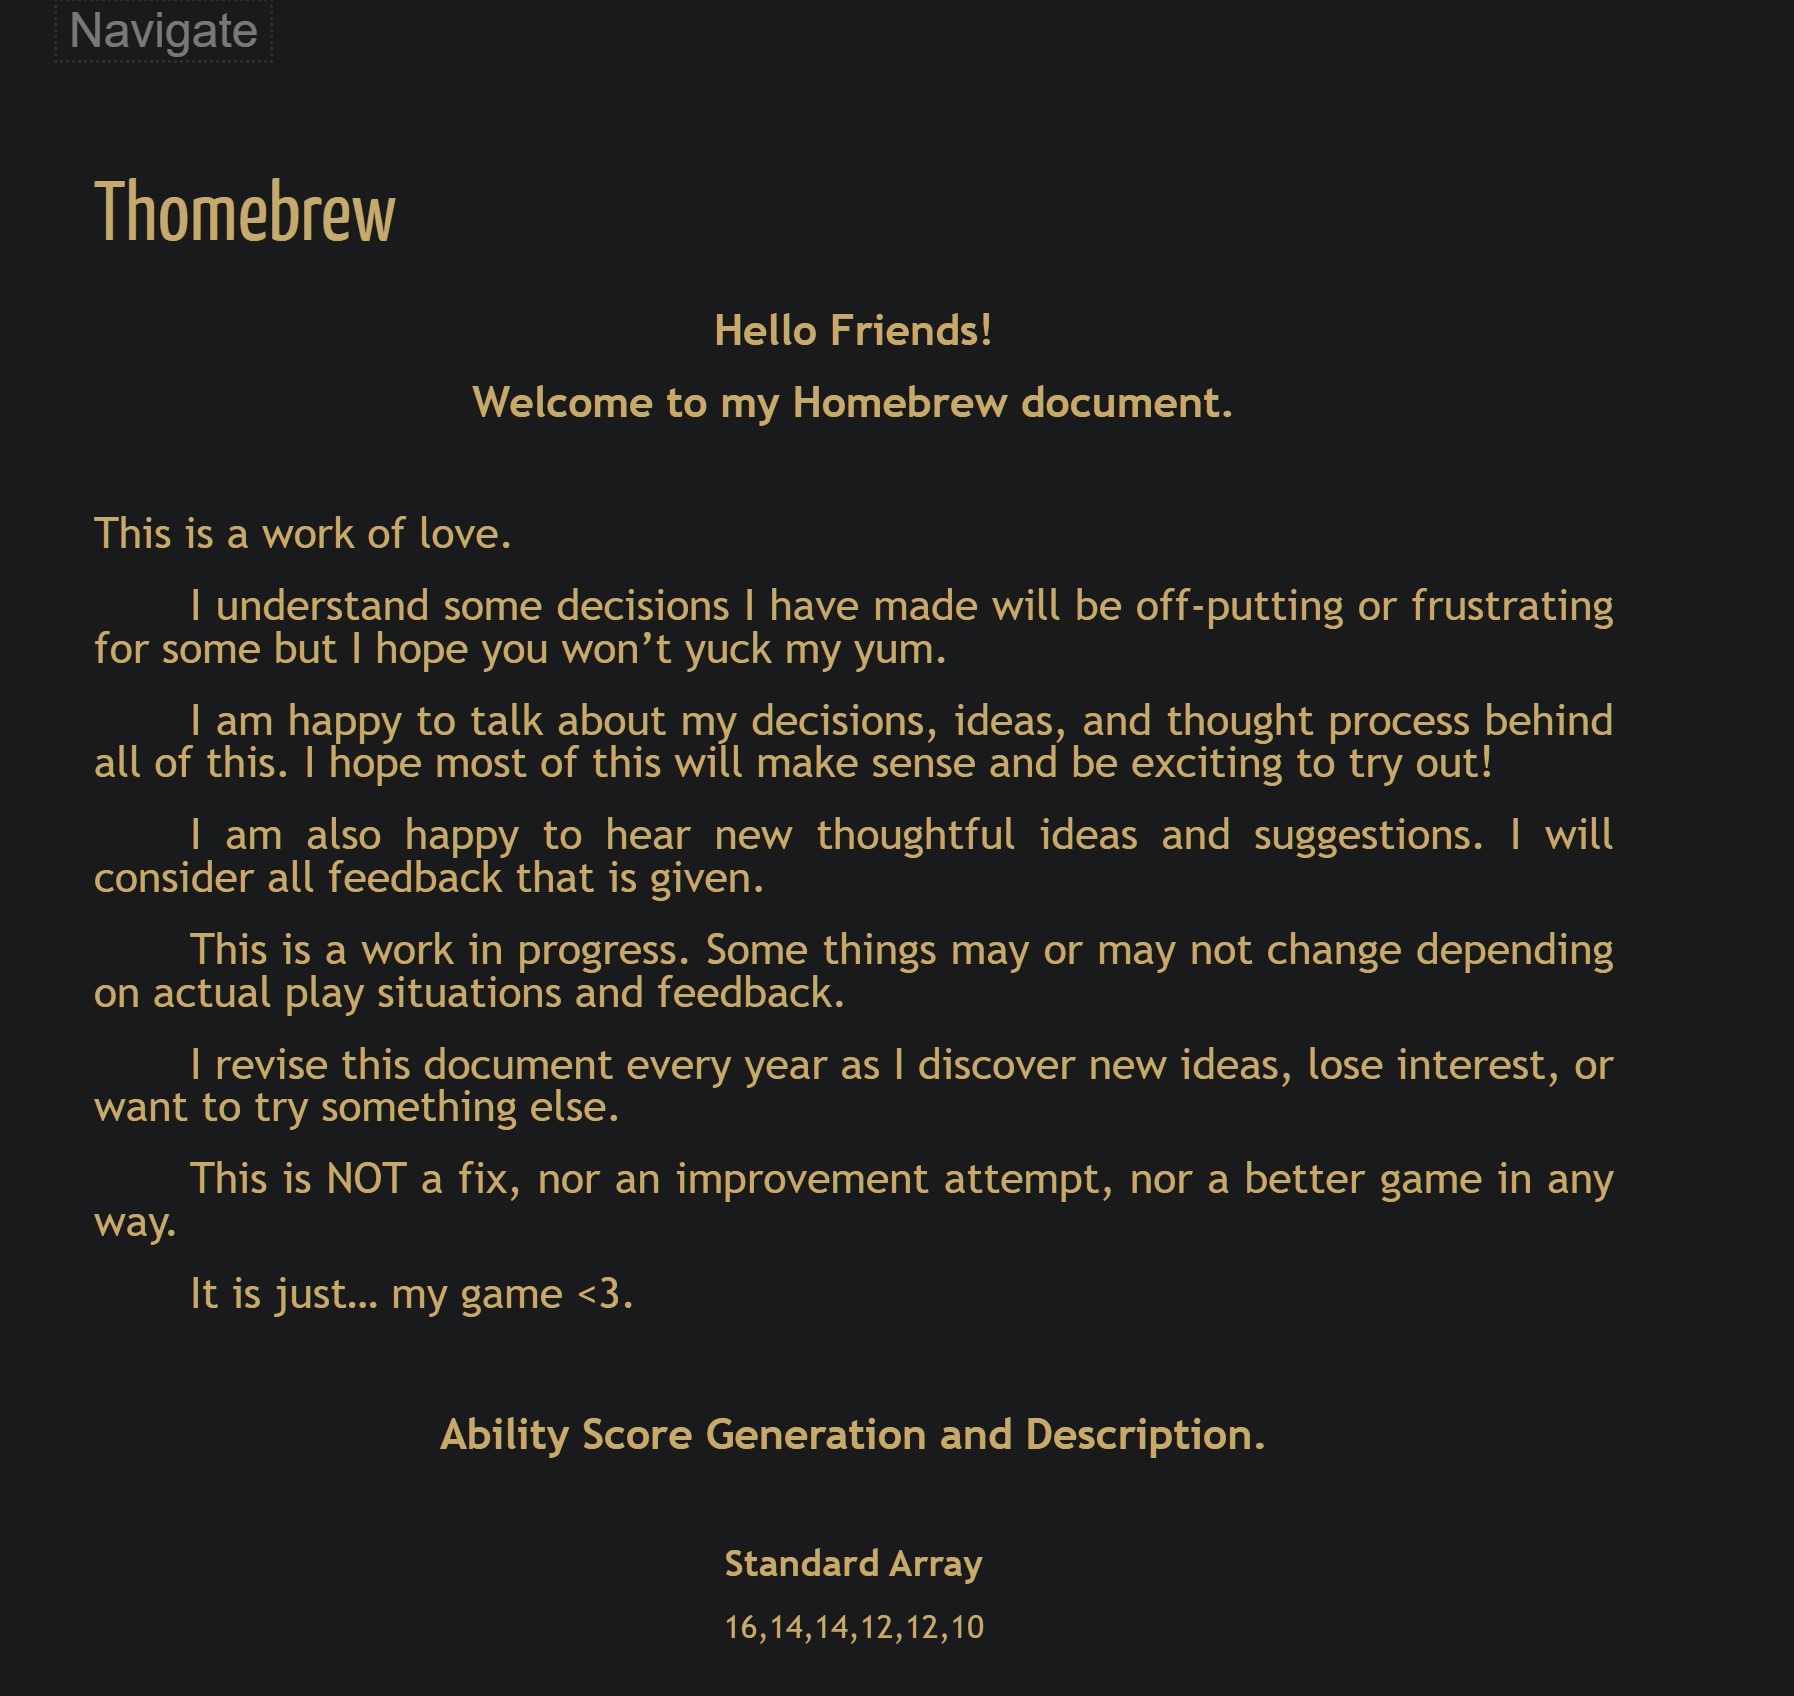 Navigate
Thomebrew
Hello Friends!
Welcome to my Homebrew document.
This is a work of love.
I understand some decisions I have made will be off-putting or frustrating
for some but I hope you won’t yuck my yum.
I am happy to talk about my decisions, ideas, and thought process behind
all of this. I hope most of this will make sense and be exciting to try out!
I am also happy to hear new thoughtful ideas and suggestions. I will
consider all feedback that is given.
This is a work in progress. Some things may or may not change depending
on actual play situations and feedback.
I revise this document every year as I discover new ideas, lose interest, or
want to try something else.
This is NOT a fix, nor an improvement attempt, nor a better game in any
way.
It is just… my game <3.
Ability Score Generation and Description.
Standard Array
16,14,14,12,12,10